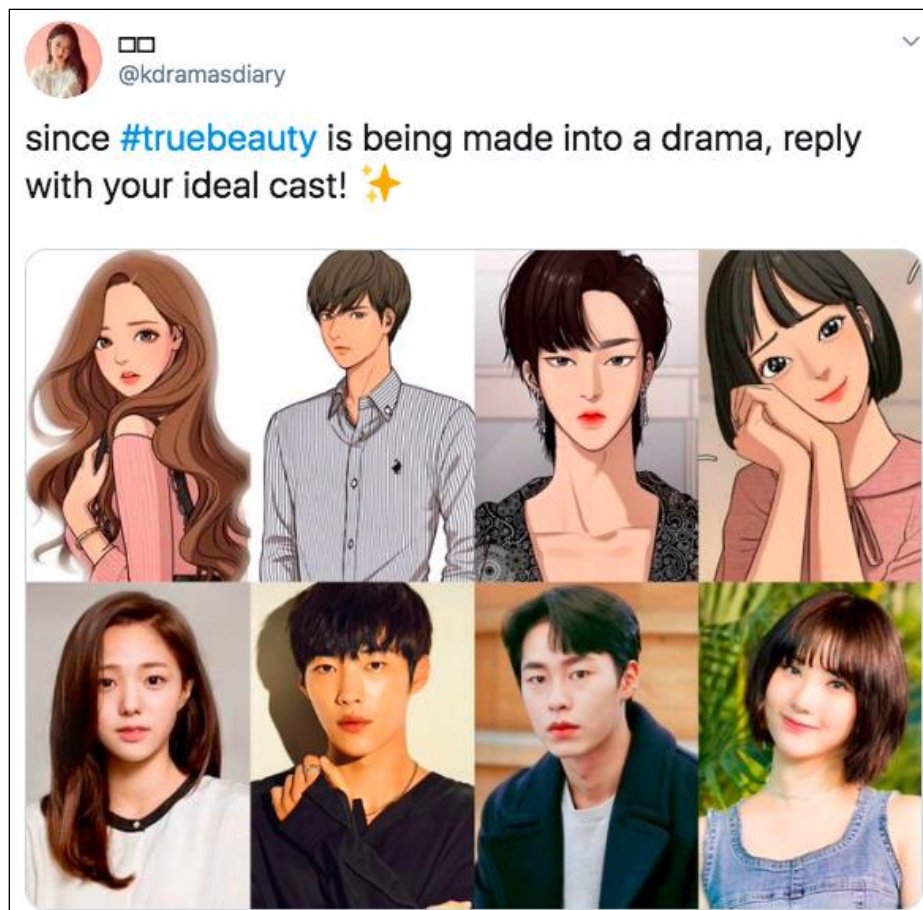 @kdramasdiary
since #truebeauty is being made into a drama, reply
with your ideal cast! ✨